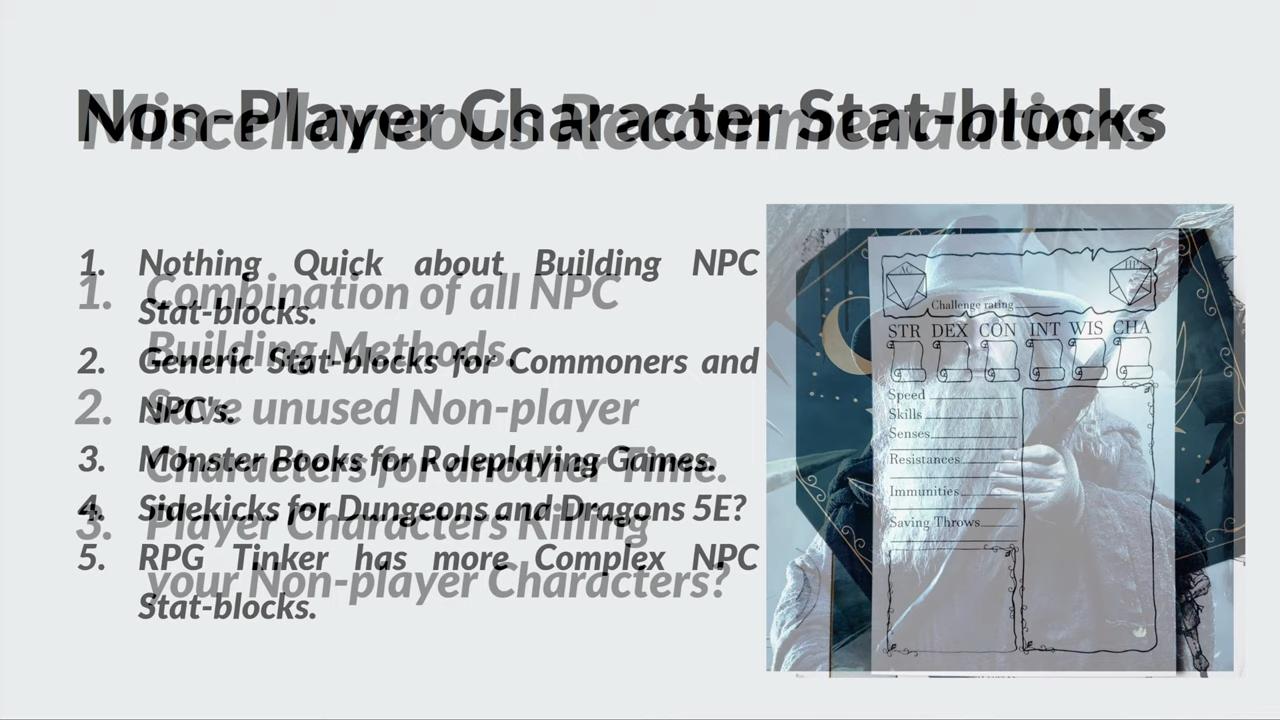 Non-Player Character Stat-blocks
Miscellaneous Recommendations
1. Nothing Quick about Building NPC
Stat-blocks.
2. Generic Stat-blocks for Commoners and
NPC's.
3. Monster Books for Roleplaying Games.
4. Sidekicks for Dungeons and Dragons 5E?
5. RPG Tinker has more Complex NPC
Stat-blocks.
1. Combination of all NPC
Building Methods.
2. Save unused Non-player
Characters for another Time.
3. Player Characters Killing
your Non-player Characters?
AC
HP
Challenge rating
STR DEX CON INT WIS CHA
Speed
Skills
Senses
Resistances
Immunities
Saving Throws